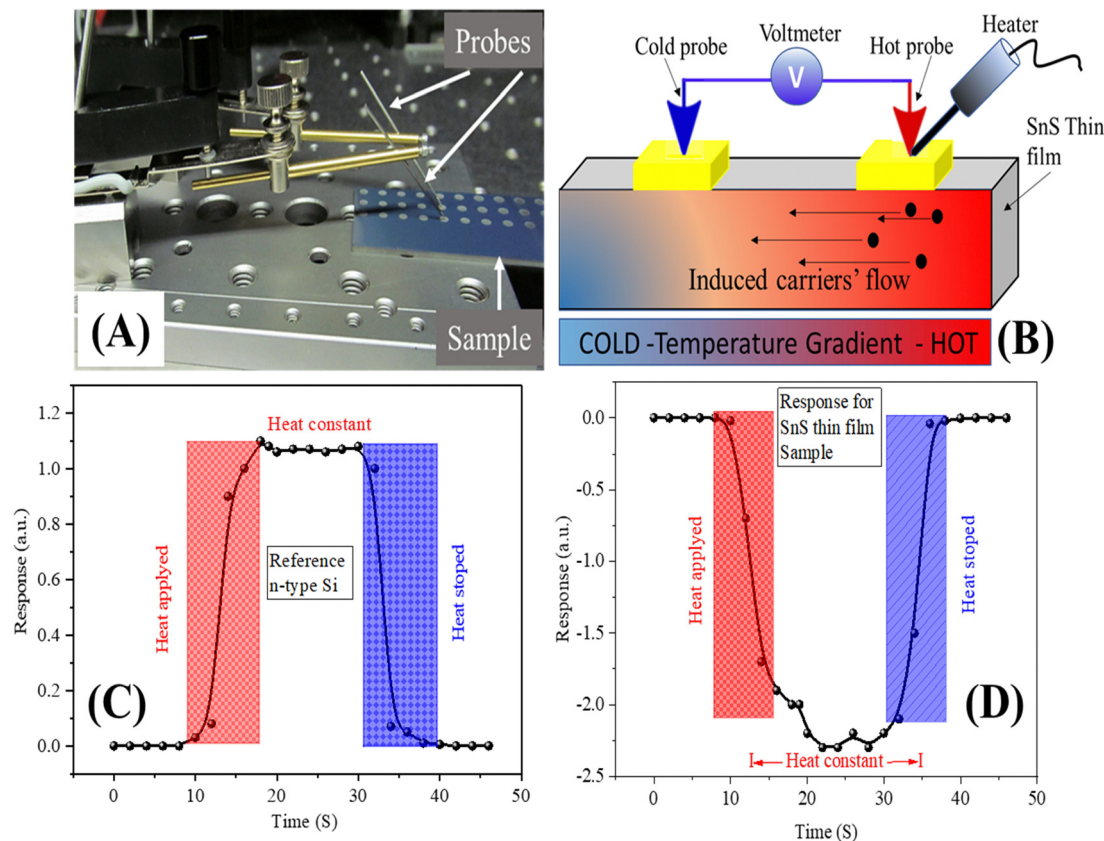 Probes
Sample
(A)
Cold probe
Voltmeter
Hot probe
Heater
V
SnS Thin
film
Induced carriers' flow
COLD -Temperature Gradient - HOT
(B)
Response (a.u.)
1.2
1.0
0.8
0.6
0.4
0.2
0.0
Heat constant
Heat applyed
Reference
n-type Si
Heat stoped
(C)
0
10
20
30
40
50
Time (S)
Response (a.u.)
0.0
-0.5
-1.0
-1.5
-2.0
-2.5
Response for
SnS thin film
Sample
Heat applyed
Heat stoped
(D)
Heat constant
0
10
20
30
40
50
Time (S)